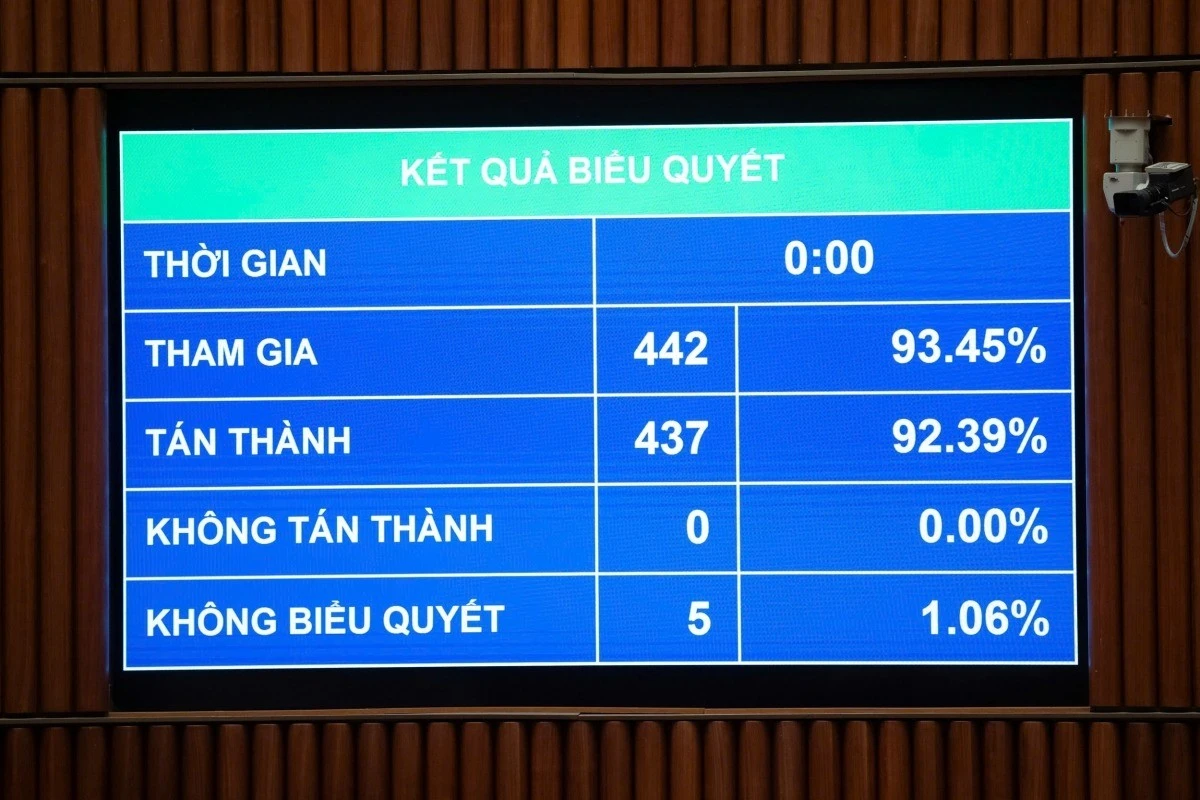 KẾT QUẢ BIỂU QUYẾT
THỜI GIAN 0:00
THAM GIA 442 93.45%
TÁN THÀNH 437 92.39%
KHÔNG TÁN THÀNH 0 0.00%
KHÔNG BIỂU QUYẾT 5 1.06%